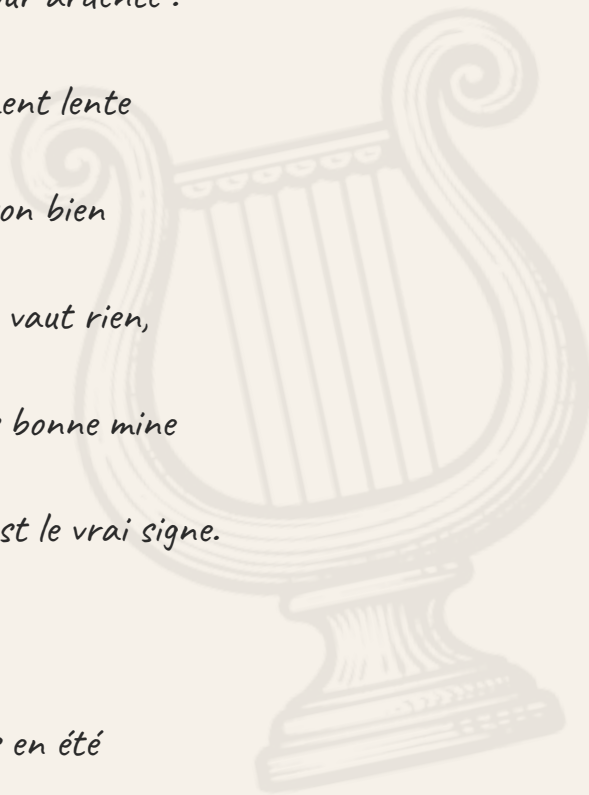 ent lente
on bien
vaut rien,
bonne mine
st le vrai signe.
en été